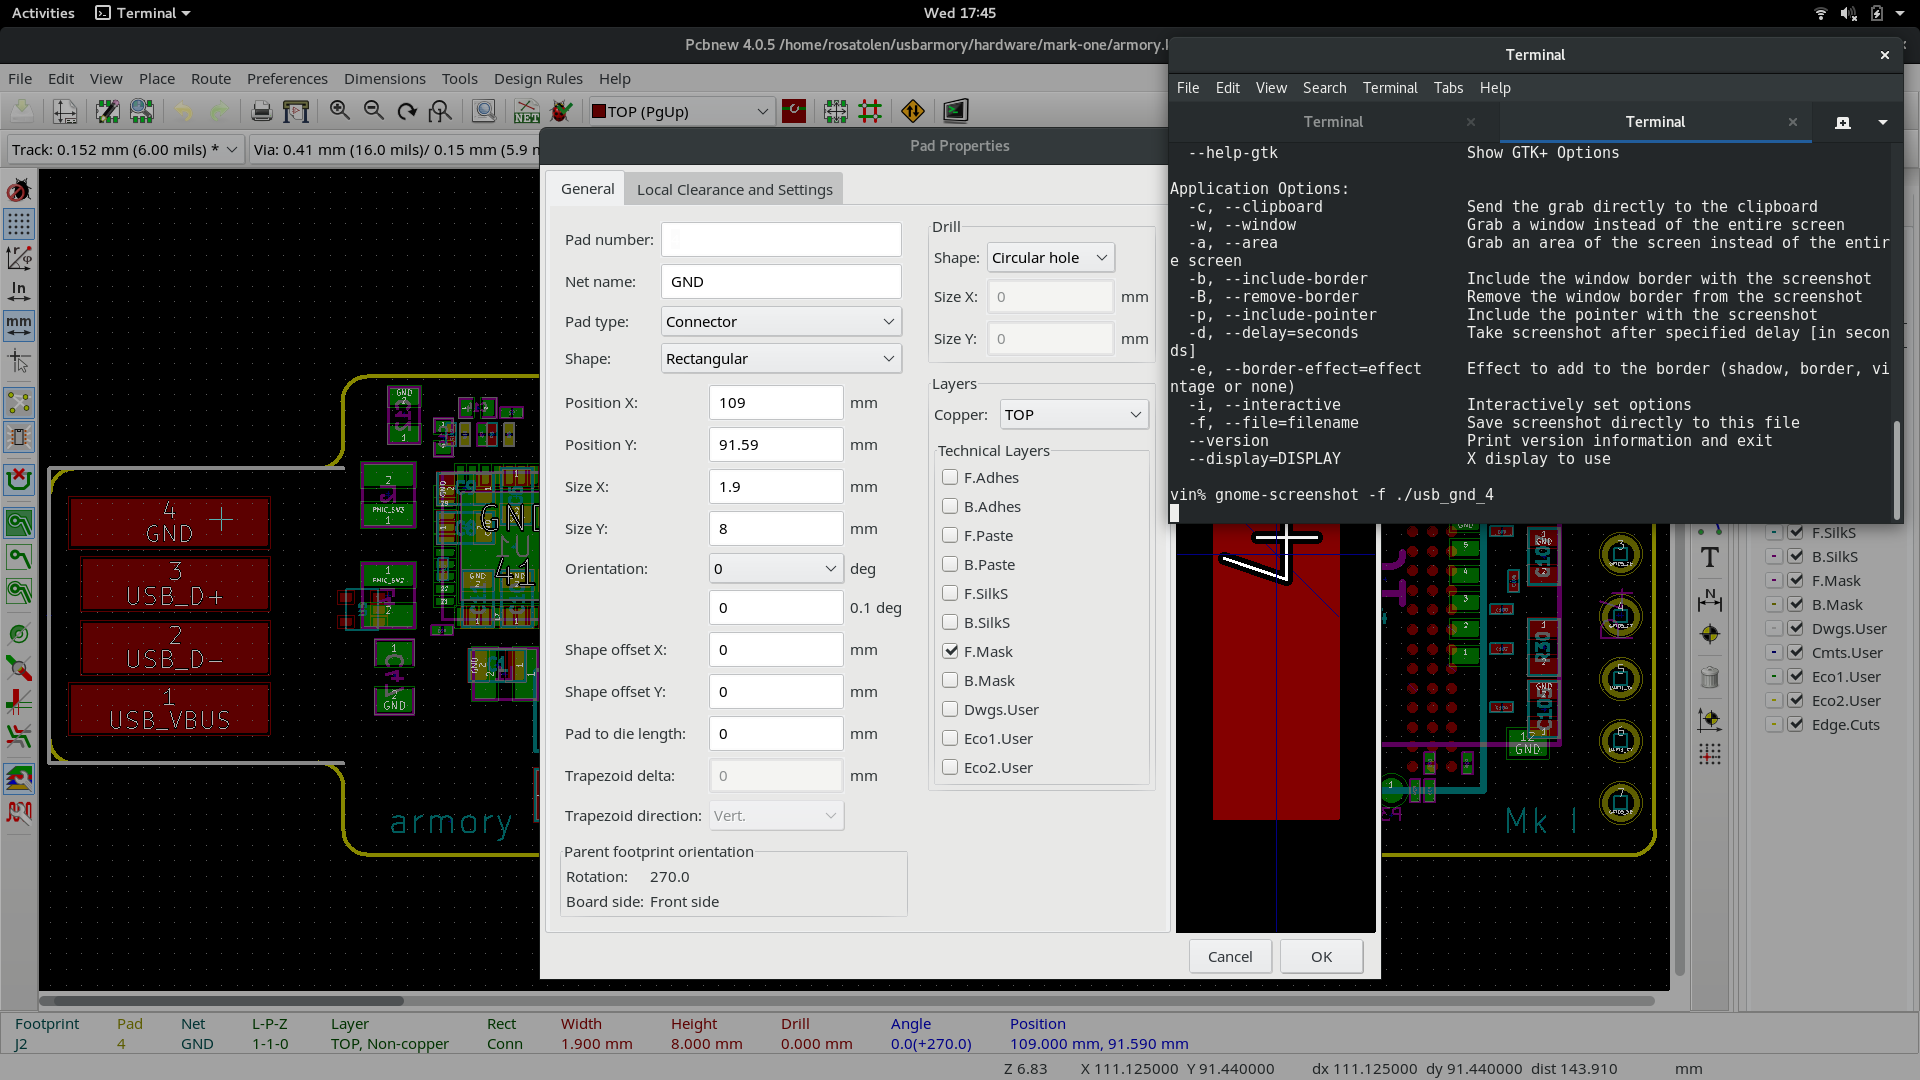 Activities Terminal Wed 17:45
Pcbnew 4.0.5 /home/rosatolen/usbarmory/hardware/mark-one/armory.
File Edit View Place Route Preferences Dimensions Tools Design Rules Help
NET TOP (PgUp)
Track: 0.152 mm (6.00 mils) * Via: 0.41 mm (16.0 mils)/ 0.15 mm (5.9
In
mm
4
GND
3
USB_D+
2
USB_D-
1
USB_VBUS
armory
Pad Properties
General Local Clearance and Settings
Pad number:
Net name: GND
Pad type: Connector
Shape: Rectangular
Position X: 109 mm
Position Y: 91.59 mm
Size X: 1.9 mm
Size Y: 8 mm
Orientation: 0 deg
0 0.1 deg
Shape offset X: 0 mm
Shape offset Y: 0 mm
Pad to die length: 0 mm
Trapezoid delta: 0 mm
Trapezoid direction: Vert.
Parent footprint orientation
Rotation: 270.0
Board side: Front side
Drill
Shape: Circular hole
Size X: 0 mm
Size Y: 0 mm
Layers
Copper: TOP
Technical Layers
F.Adhes
B.Adhes
F.Paste
B.Paste
F.SilkS
B.SilkS
F.Mask
B.Mask
Dwgs.User
Eco1.User
Eco2.User
Cancel OK
Terminal
File Edit View Search Terminal Tabs Help
Terminal Terminal
--help-gtk Show GTK+ Options
Application Options:
-c, --clipboard Send the grab directly to the clipboard
-w, --window Grab a window instead of the entire screen
-a, --area Grab an area of the screen instead of the entir
e screen
-b, --include-border Include the window border with the screenshot
-B, --remove-border Remove the window border from the screenshot
-p, --include-pointer Include the pointer with the screenshot
-d, --delay=seconds Take screenshot after specified delay [in secon
ds]
-e, --border-effect=effect Effect to add to the border (shadow, border, vi
ntage or none)
-i, --interactive Interactively set options
-f, --file=filename Save screenshot directly to this file
--version Print version information and exit
--display=DISPLAY X display to use
vin% gnome-screenshot -f ./usb_gnd_4
3
4
5
6
7
12
GND
R30
Mk I
F.SilkS
B.SilkS
F.Mask
B.Mask
Dwgs.User
Cmts.User
Eco1.User
Eco2.User
Edge.Cuts
Footprint Pad Net L-P-Z Layer Rect Width Height Drill Angle Position
J2 4 GND 1-1-0 TOP, Non-copper Conn 1.900 mm 8.000 mm 0.000 mm 0.0(+270.0) 109.000 mm, 91.590 mm
Z 6.83 X 111.125000 Y 91.440000 dx 111.125000 dy 91.440000 dist 143.910 mm